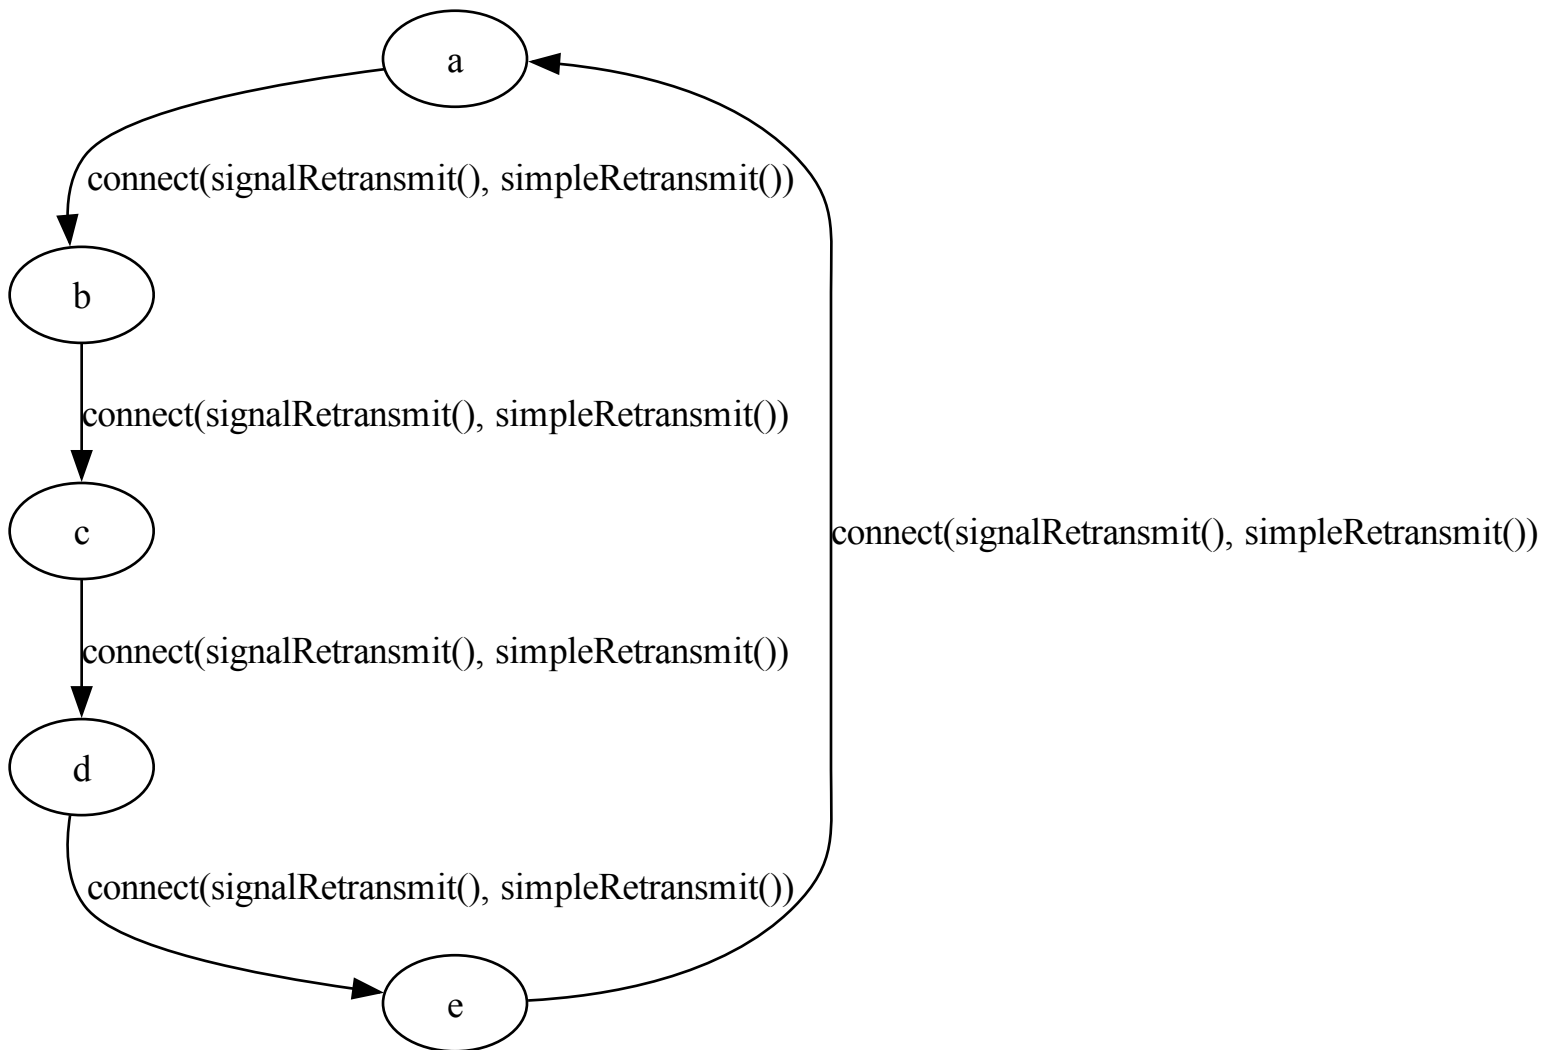 a
connect(signalRetransmit(), simpleRetransmit())
b
connect(signalRetransmit(), simpleRetransmit())
c
connect(signalRetransmit(), simpleRetransmit())
connect(signalRetransmit(), simpleRetransmit())
d
connect(signalRetransmit(), simpleRetransmit())
e